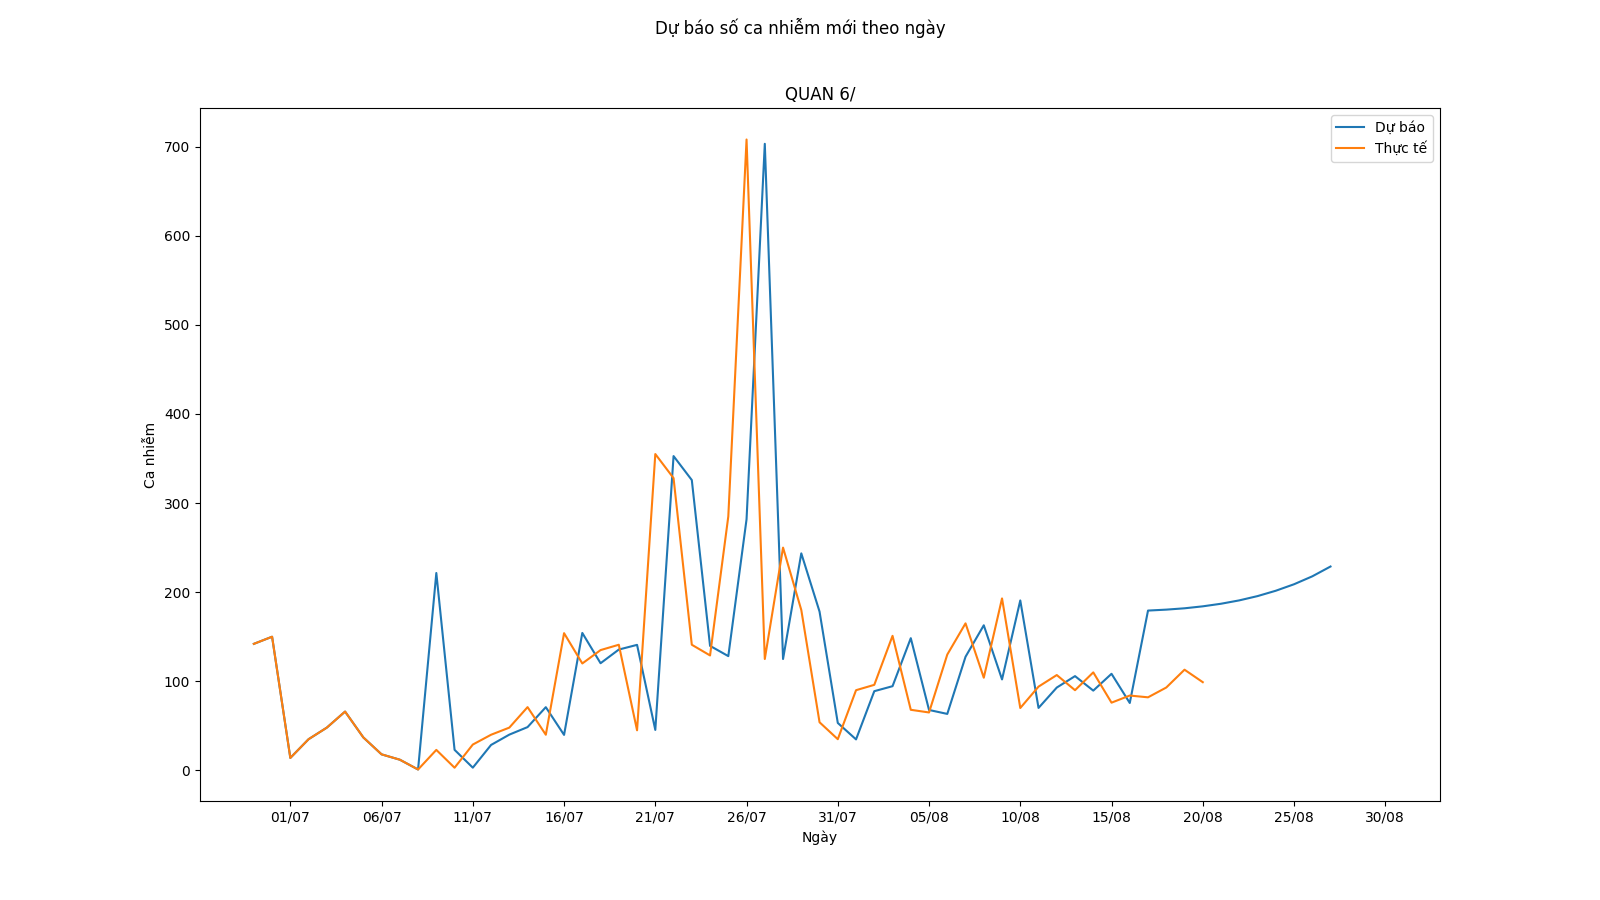 Dự báo số ca nhiễm mới theo ngày
QUAN 6/
Dự báo
Thực tế
700
600
500
400
300
200
100
0
Ca nhiễm
01/07 06/07 11/07 16/07 21/07 26/07 31/07 05/08 10/08 15/08 20/08 25/08 30/08
Ngày